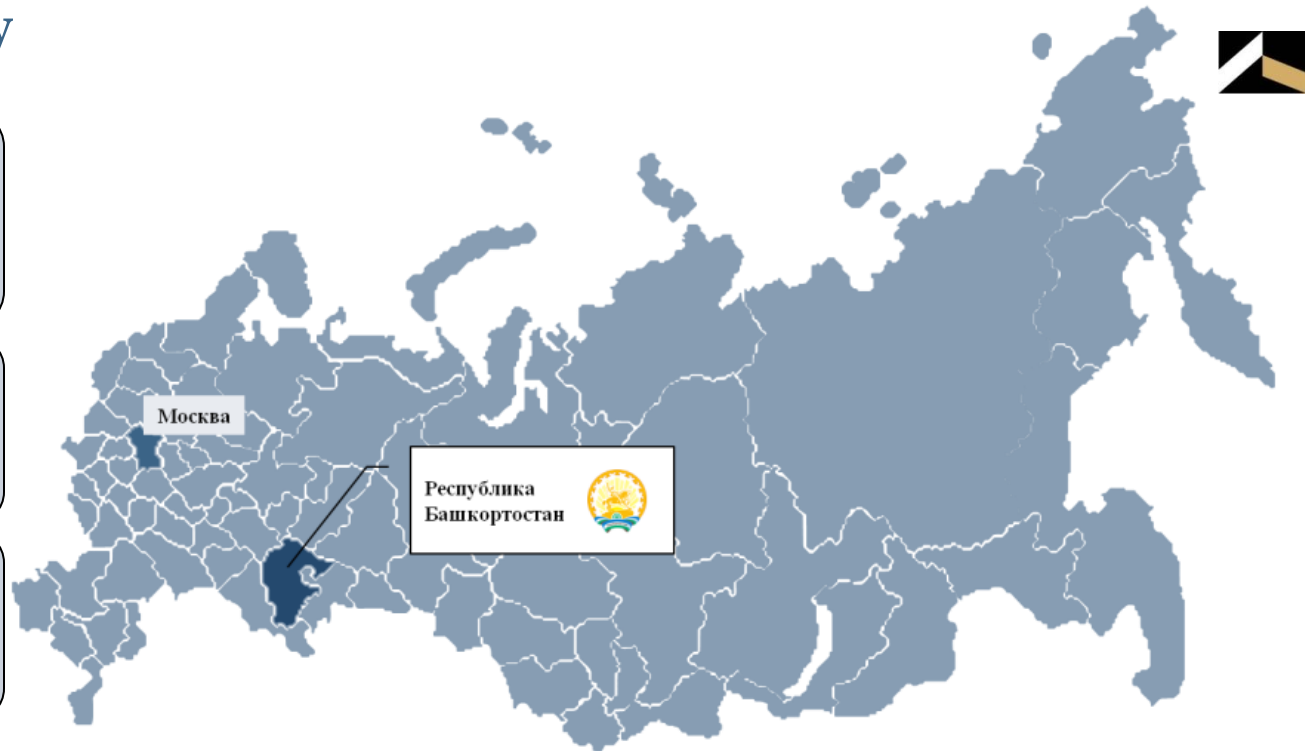 у
Москва
Республика
Башкортостан